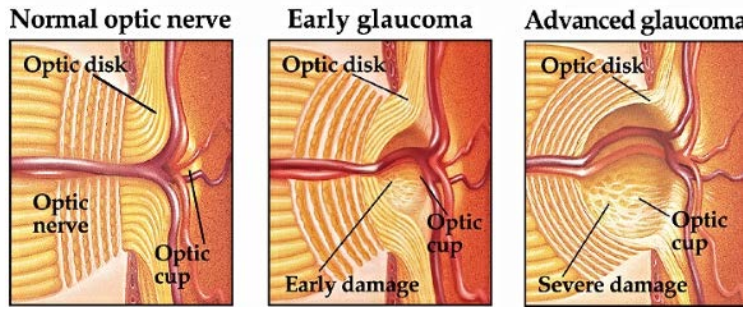 Normal optic nerve
Optic disk
Optic
nerve
Optic
cup
Early glaucoma
Optic disk
Optic
cup
Early damage
Advanced glaucoma
Optic disk
Optic
cup
Severe damage